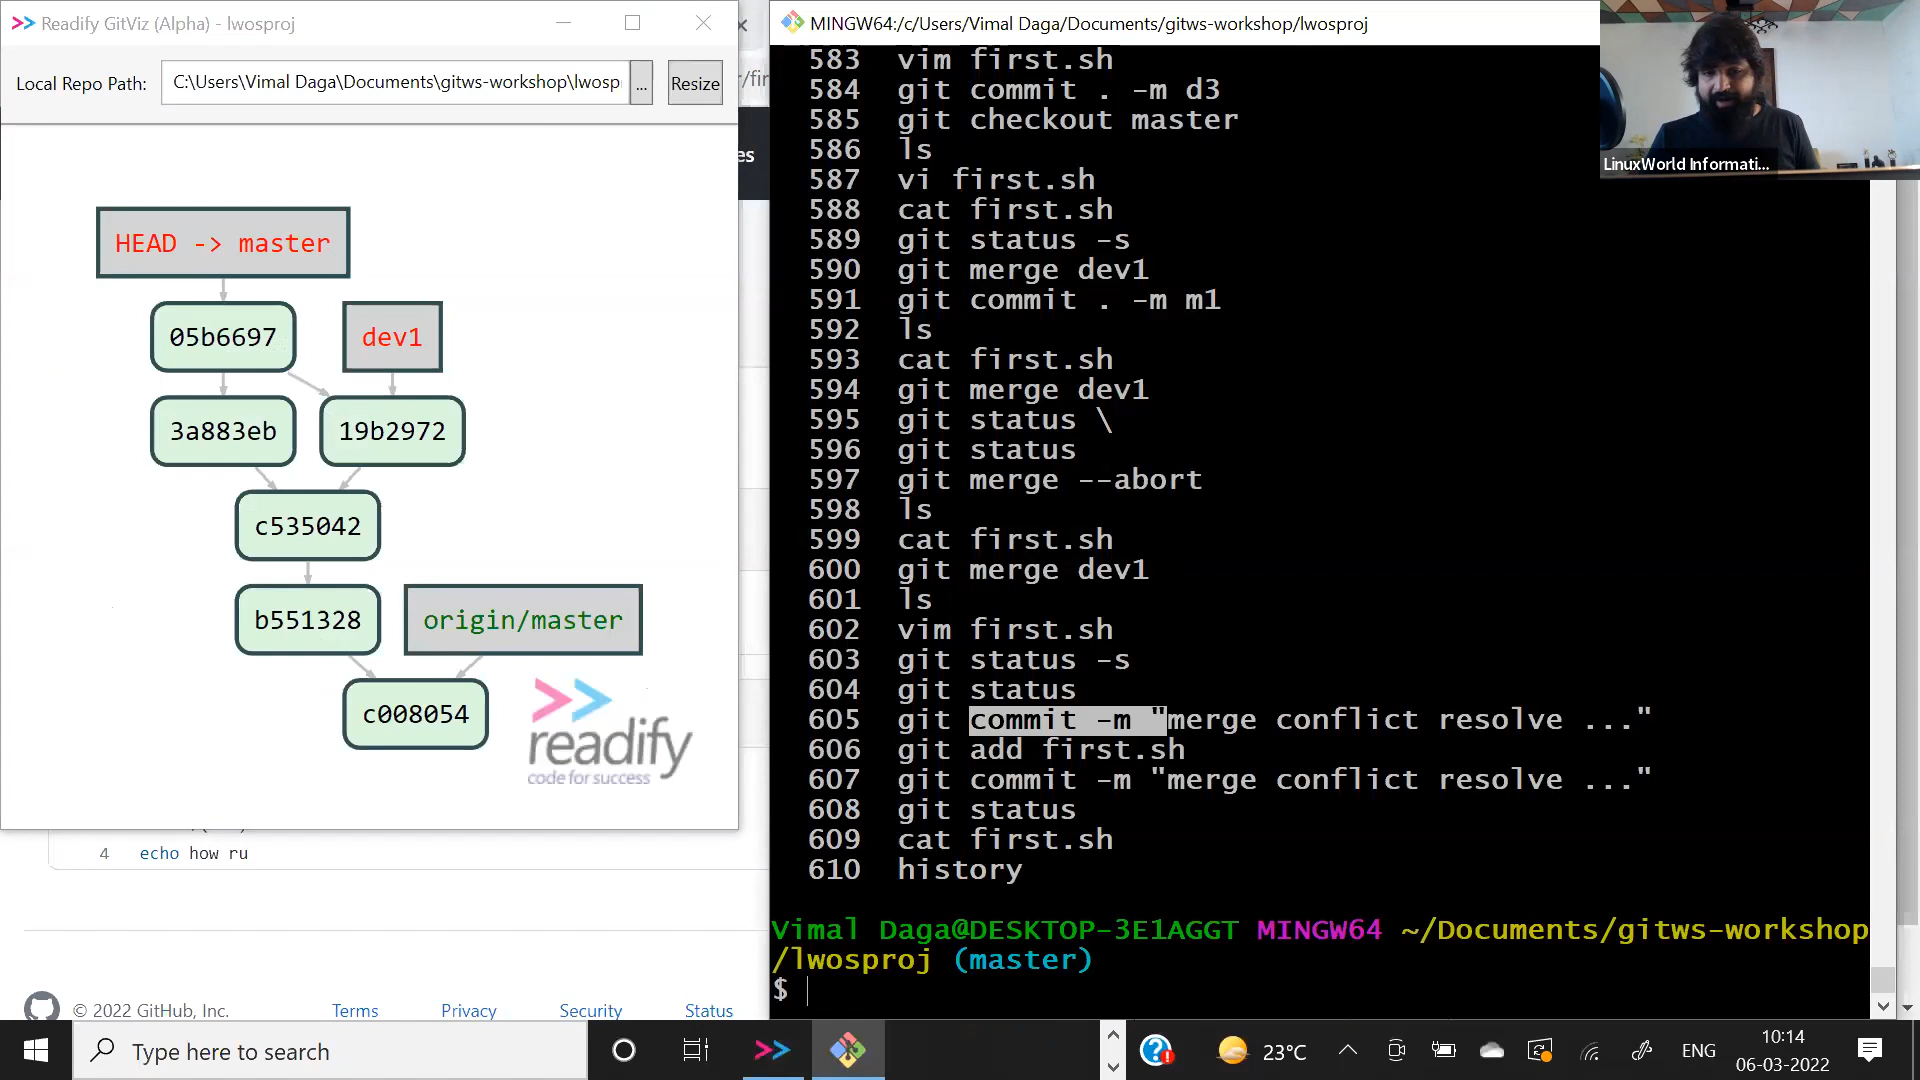 Readify GitViz (Alpha) - lwosproj
Local Repo Path:
C:\Users\Vimal Daga\Documents\gitws-workshop\lwosp
...
Resize
HEAD -> master
05b6697
dev1
3a883eb
19b2972
c535042
b551328
origin/master
c008054
readify
code for success
es
4 echo how ru
© 2022 GitHub, Inc.
Terms
Privacy
Security
Status
MINGW64:/c/Users/Vimal Daga/Documents/gitws-workshop/lwosproj
583 vim first.sh
584 git commit . -m d3
585 git checkout master
586 ls
587 vi first.sh
588 cat first.sh
589 git status -s
590 git merge dev1
591 git commit . -m m1
592 ls
593 cat first.sh
594 git merge dev1
595 git status \
596 git status
597 git merge --abort
598 ls
599 cat first.sh
600 git merge dev1
601 ls
602 vim first.sh
603 git status -s
604 git status
605 git commit -m "merge conflict resolve ..."
606 git add first.sh
607 git commit -m "merge conflict resolve ..."
608 git status
609 cat first.sh
610 history
Vimal Daga@DESKTOP-3E1AGGT MINGW64 ~/Documents/gitws-workshop
/lwosproj (master)
$
LinuxWorld Informati...
Type here to search
23°C
ENG
10:14
06-03-2022